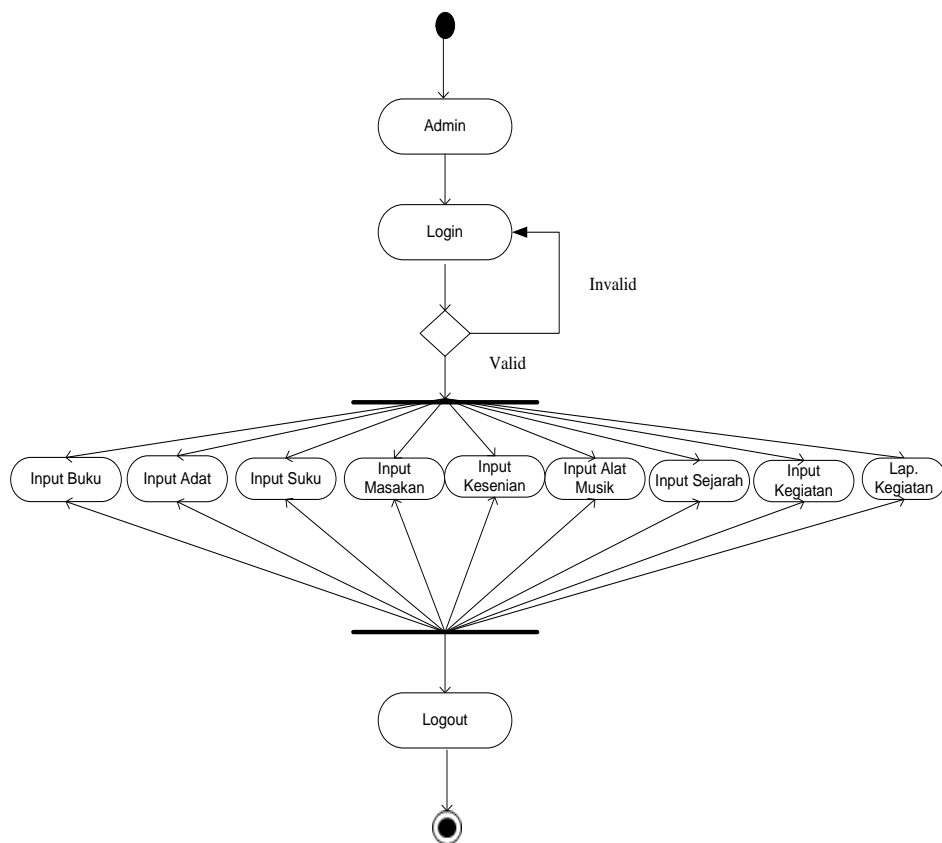 Admin
Login
Invalid
Valid
Input Buku
Input Adat
Input Suku
Input
Masakan
Input
Kesenian
Input Alat
Musik
Input Sejarah
Input
Kegiatan
Lap.
Kegiatan
Logout